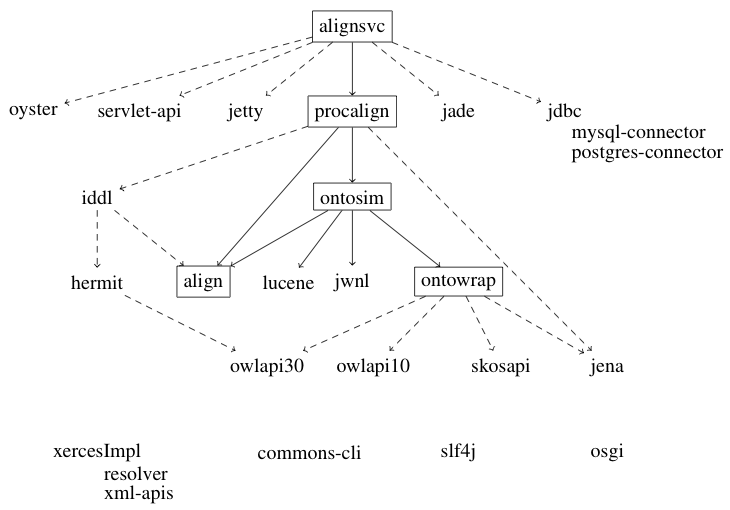 alignsvc
oyster servlet-api jetty procalign jade jdbc
mysql-connector
postgres-connector
iddl ontosim
hermit align lucene jwnl ontowrap
owlapi30 owlapi10 skosapi jena
xercesImpl commons-cli slf4j osgi
resolver
xml-apis